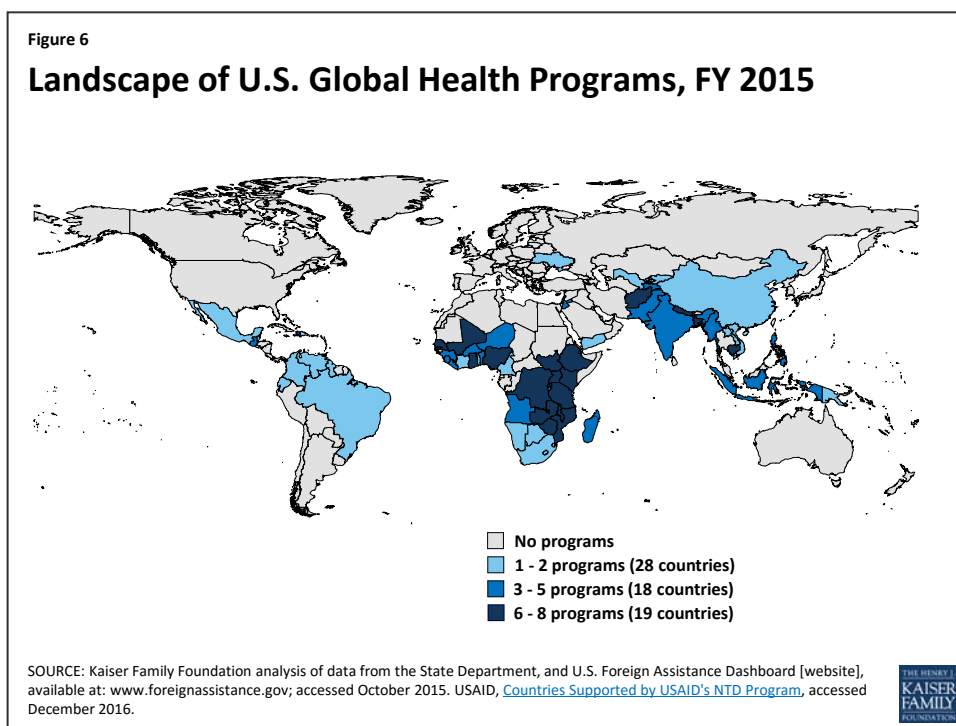 Figure 6
Landscape of U.S. Global Health Programs, FY 2015
No programs
1 - 2 programs (28 countries)
3 - 5 programs (18 countries)
6 - 8 programs (19 countries)
SOURCE: Kaiser Family Foundation analysis of data from the State Department, and U.S. Foreign Assistance Dashboard [website],
available at: www.foreignassistance.gov; accessed October 2015. USAID, Countries Supported by USAID's NTD Program, accessed
December 2016.
THE HENRY J.
KAISER
FAMILY
FOUNDATION